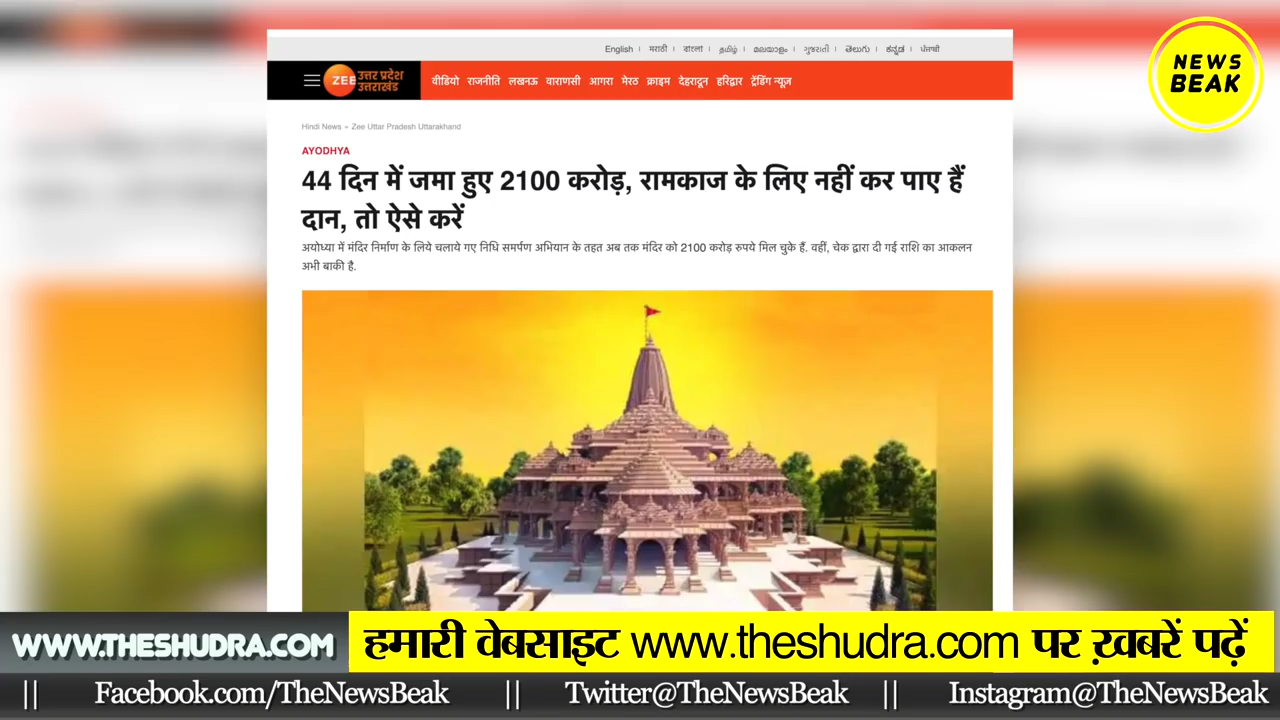 English | मराठी | বাংলা | தமிழ் | മലയാളം | ગુજરાતી | తెలుగు | ಕನ್ನಡ | ਪੰਜਾਬੀ
NEWS
BEAK
ZEE उत्तर प्रदेश
उत्तराखंड
वीडियो राजनीति लखनऊ वाराणसी आगरा मेरठ क्राइम देहरादून हरिद्वार ट्रेंडिंग न्यूज़
Hindi News » Zee Uttar Pradesh Uttarakhand
AYODHYA
44 दिन में जमा हुए 2100 करोड़, रामकाज के लिए नहीं कर पाए हैं
दान, तो ऐसे करें
अयोध्या में मंदिर निर्माण के लिये चलाये गए निधि समर्पण अभियान के तहत अब तक मंदिर को 2100 करोड़ रुपये मिल चुके हैं. वहीं, चेक द्वारा दी गई राशि का आकलन
अभी बाकी है.
WWW.THESHUDRA.COM
हमारी वेबसाइट www.theshudra.com पर ख़बरें पढ़ें
|| Facebook.com/TheNewsBeak || Twitter@TheNewsBeak || Instagram@TheNewsBeak